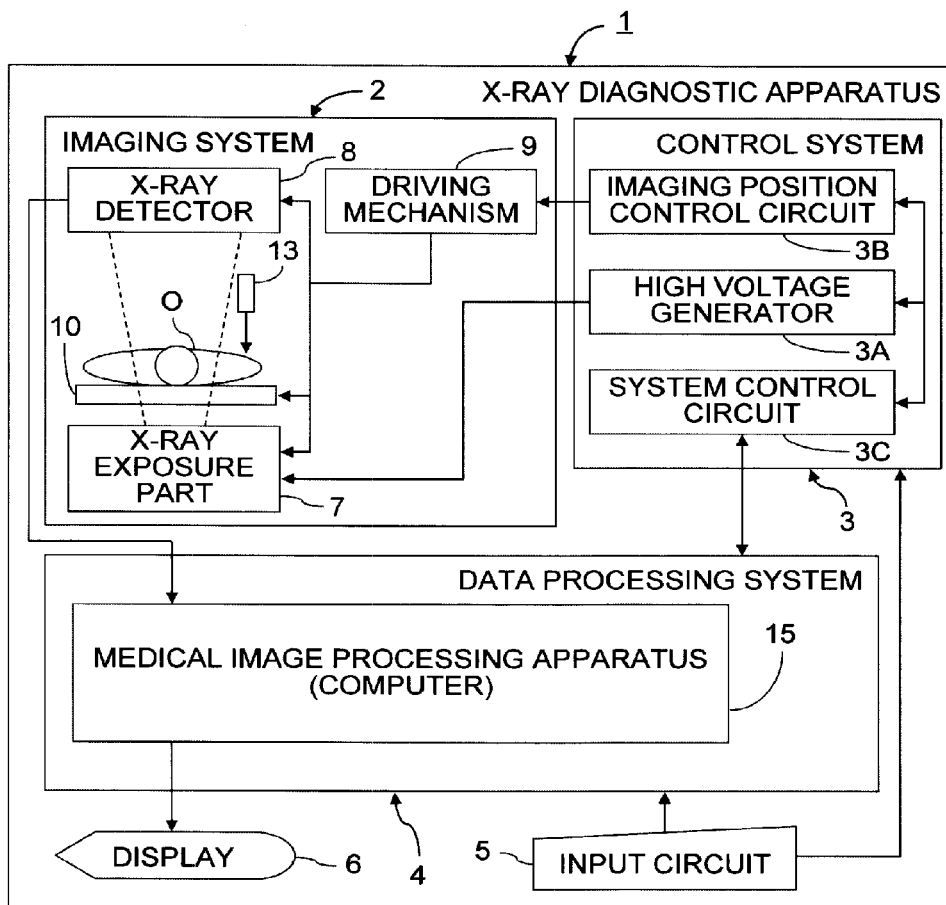 1
X-RAY DIAGNOSTIC APPARATUS
2
IMAGING SYSTEM
8
X-RAY
DETECTOR
9
DRIVING
MECHANISM
13
O
10
X-RAY
EXPOSURE
PART
7
CONTROL SYSTEM
IMAGING POSITION
CONTROL CIRCUIT
3B
HIGH VOLTAGE
GENERATOR
3A
SYSTEM CONTROL
CIRCUIT
3C
3
DATA PROCESSING SYSTEM
MEDICAL IMAGE PROCESSING APPARATUS
(COMPUTER)
15
DISPLAY
6
4
5
INPUT CIRCUIT